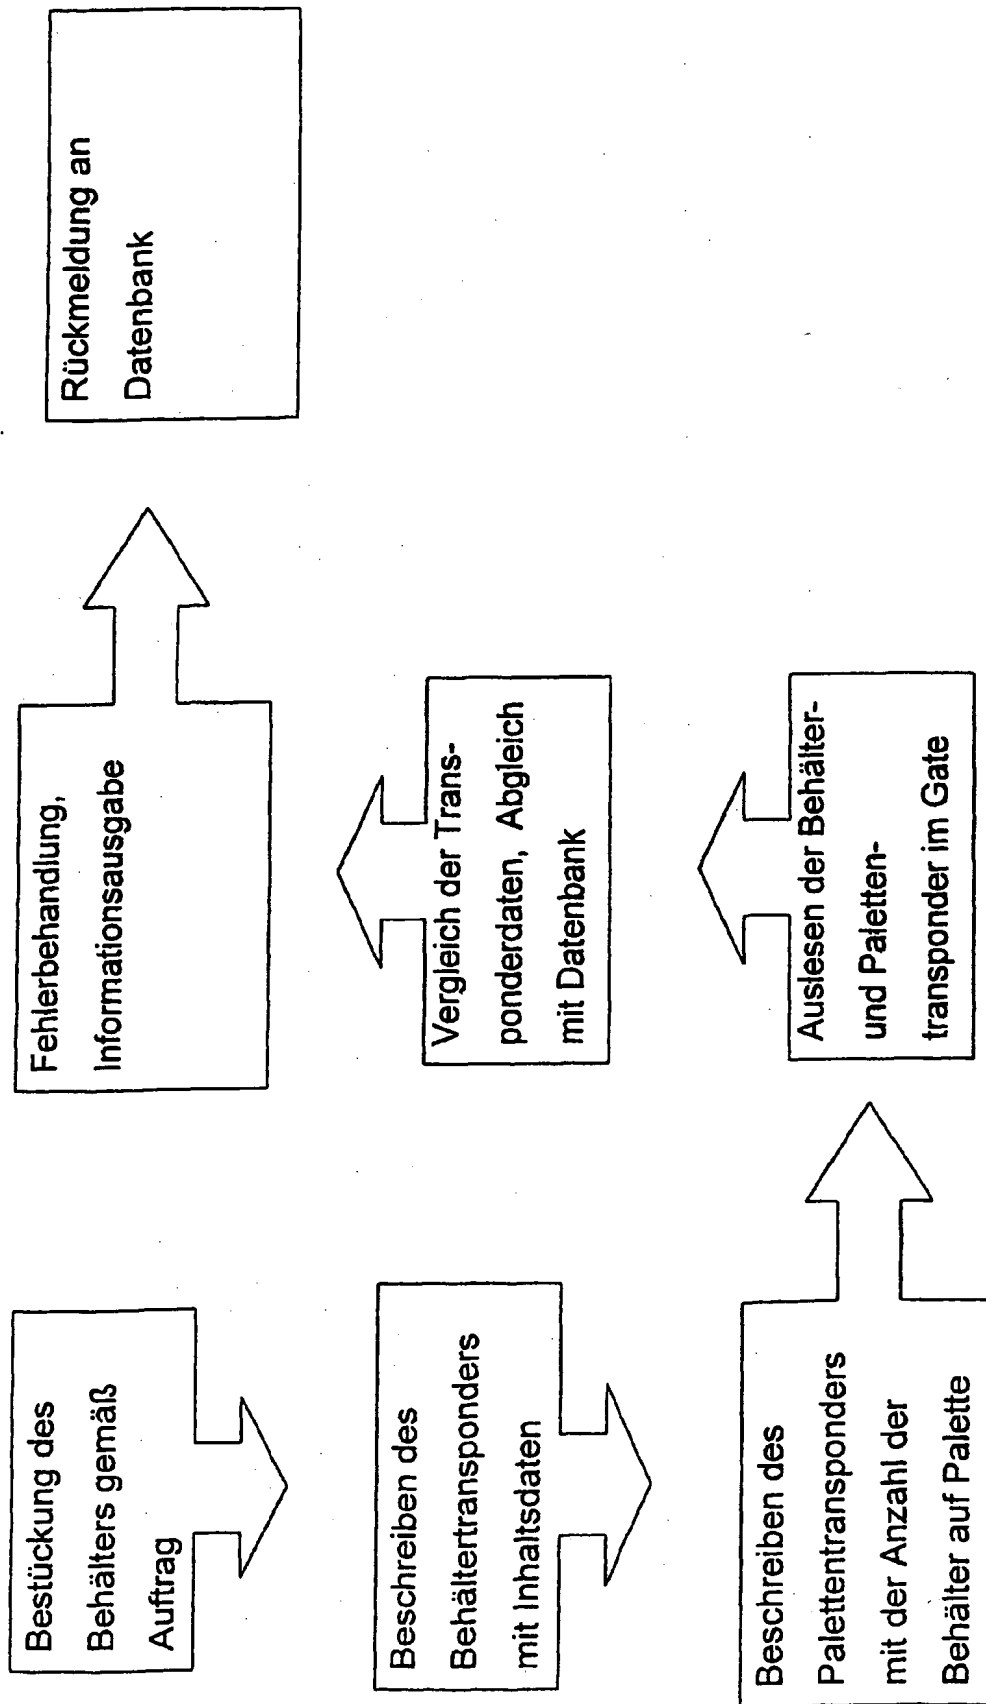 Bestückung des
Behälters gemäß
Auftrag
Beschreiben des
Behältertransponders
mit Inhaltsdaten
Beschreiben des
Palettentransponders
mit der Anzahl der
Behälter auf Palette
Auslesen der Behälter-
und Paletten-
transponder im Gate
Vergleich der Trans-
ponderdaten, Abgleich
mit Datenbank
Fehlerbehandlung,
Informationsausgabe
Rückmeldung an
Datenbank